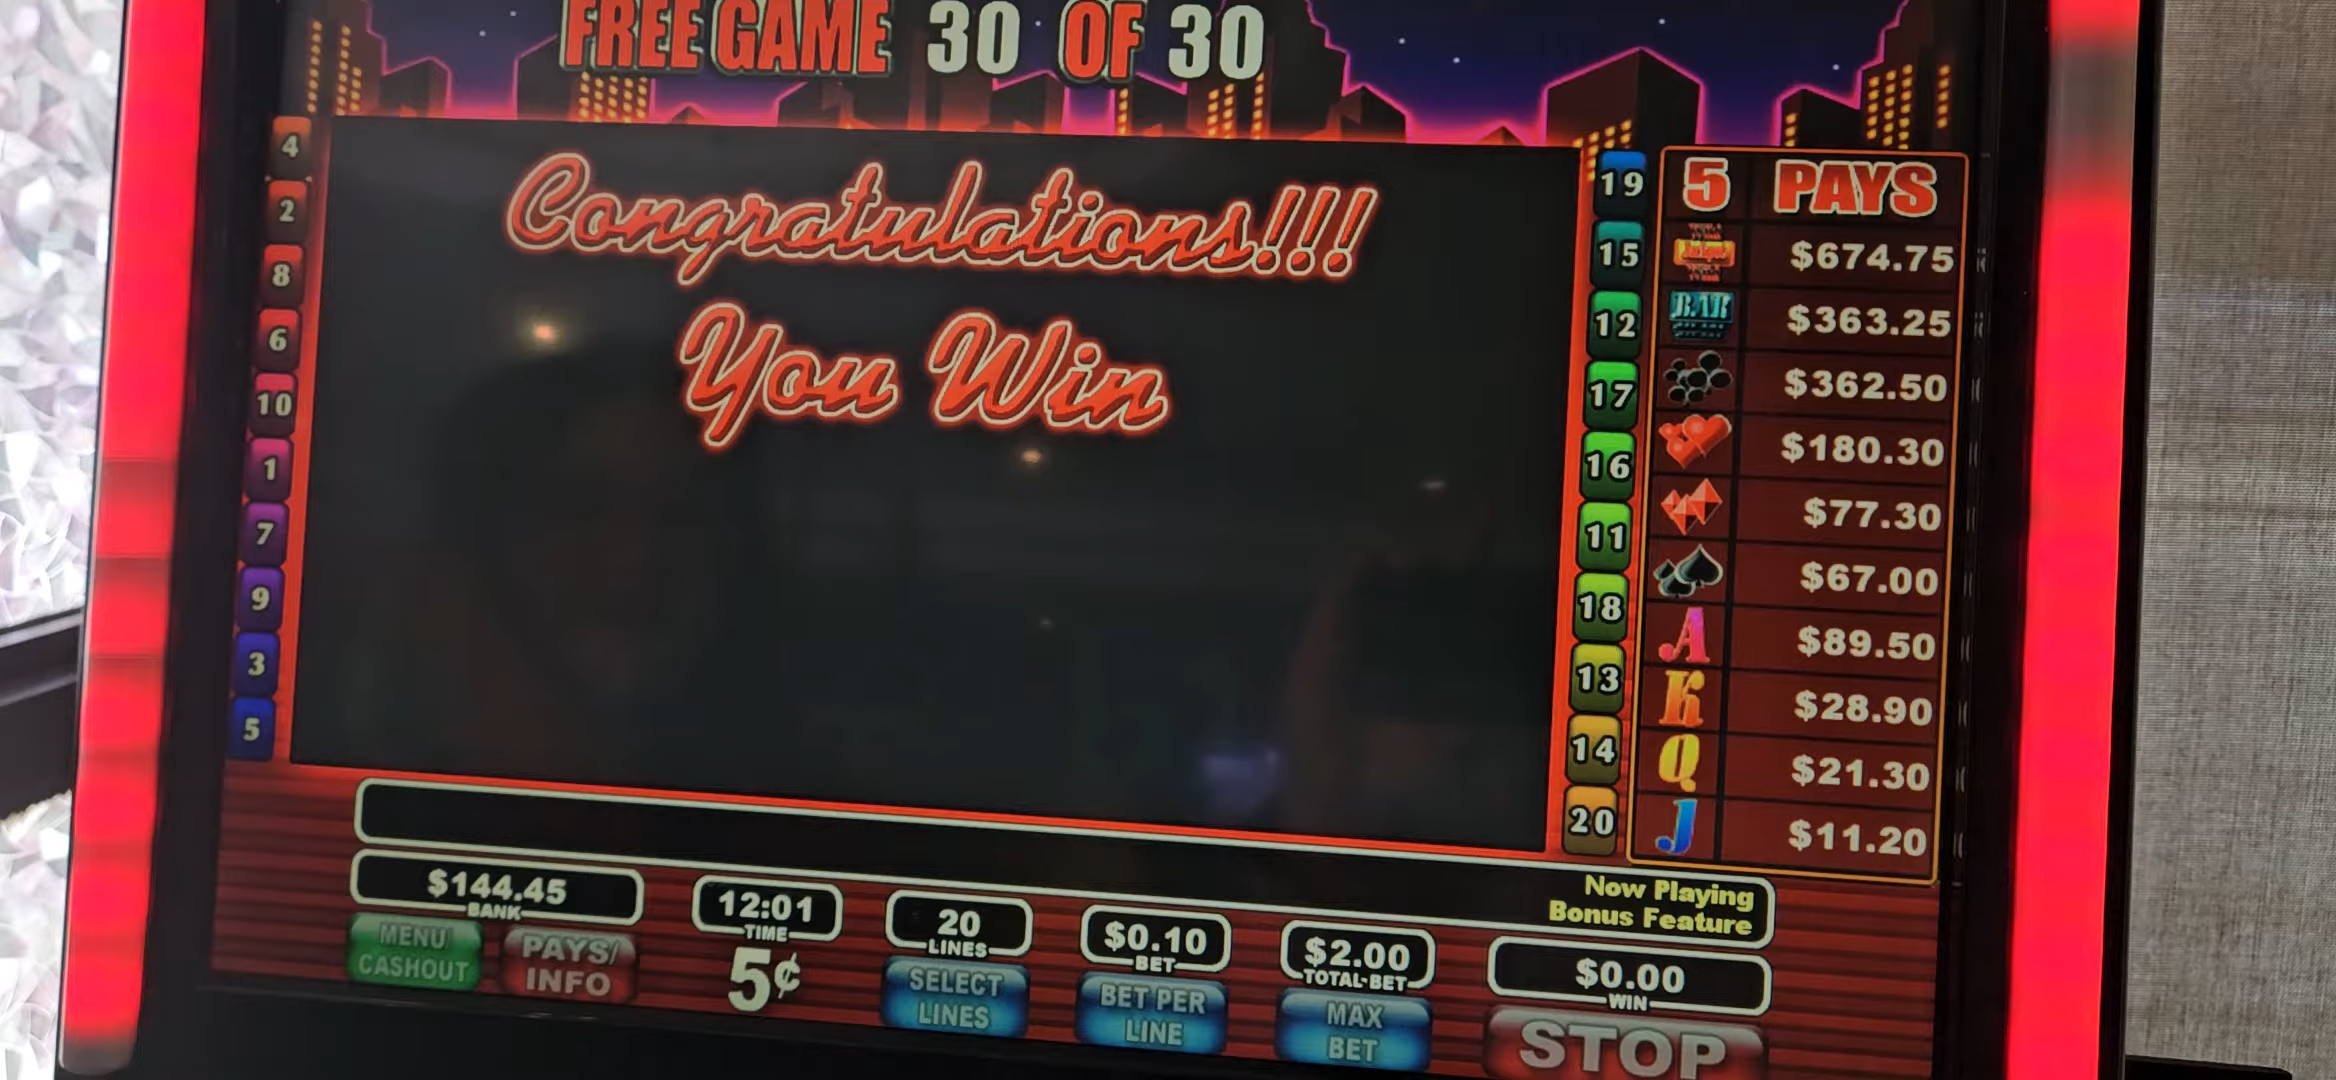 FREE GAME 30 OF 30
Congratulations!!!
You Win
4
2
8
6
10
1
7
9
3
5
19
15
12
17
16
11
18
13
14
20
5 PAYS
$674.75
BAR $363.25
$362.50
$180.30
$77.30
$67.00
A $89.50
K $28.90
Q $21.30
J $11.20
Now Playing
Bonus Feature
$144.45
BANK
12:01
TIME
20
LINES
$0.10
BET
$2.00
TOTAL-BET
$0.00
WIN
MENU
CASHOUT
PAYS/
INFO
5¢
SELECT
LINES
BET PER
LINE
MAX
BET
STOP